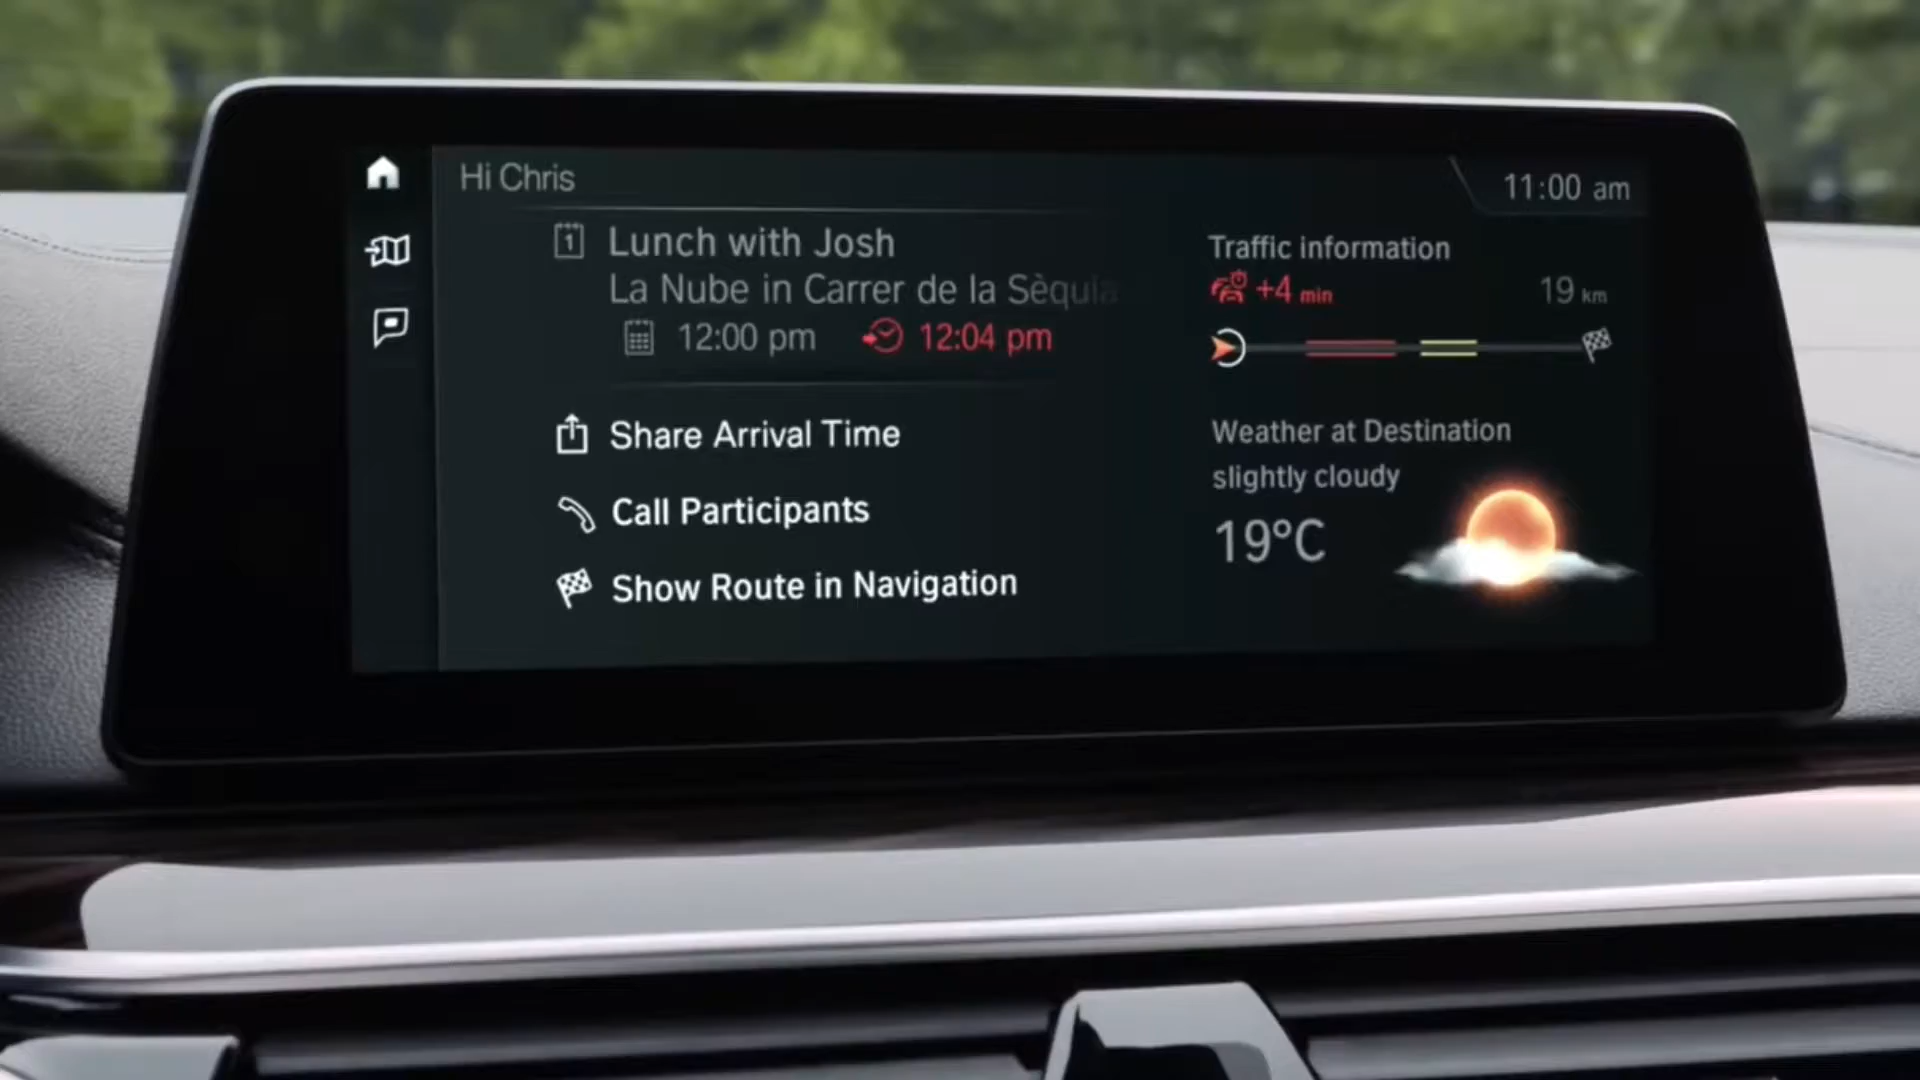 Hi Chris
11:00 am
1
Lunch with Josh
La Nube in Carrer de la Sèquia
12:00 pm
12:04 pm
Share Arrival Time
Call Participants
Show Route in Navigation
Traffic information
+4 min
19 km
Weather at Destination
slightly cloudy
19°C